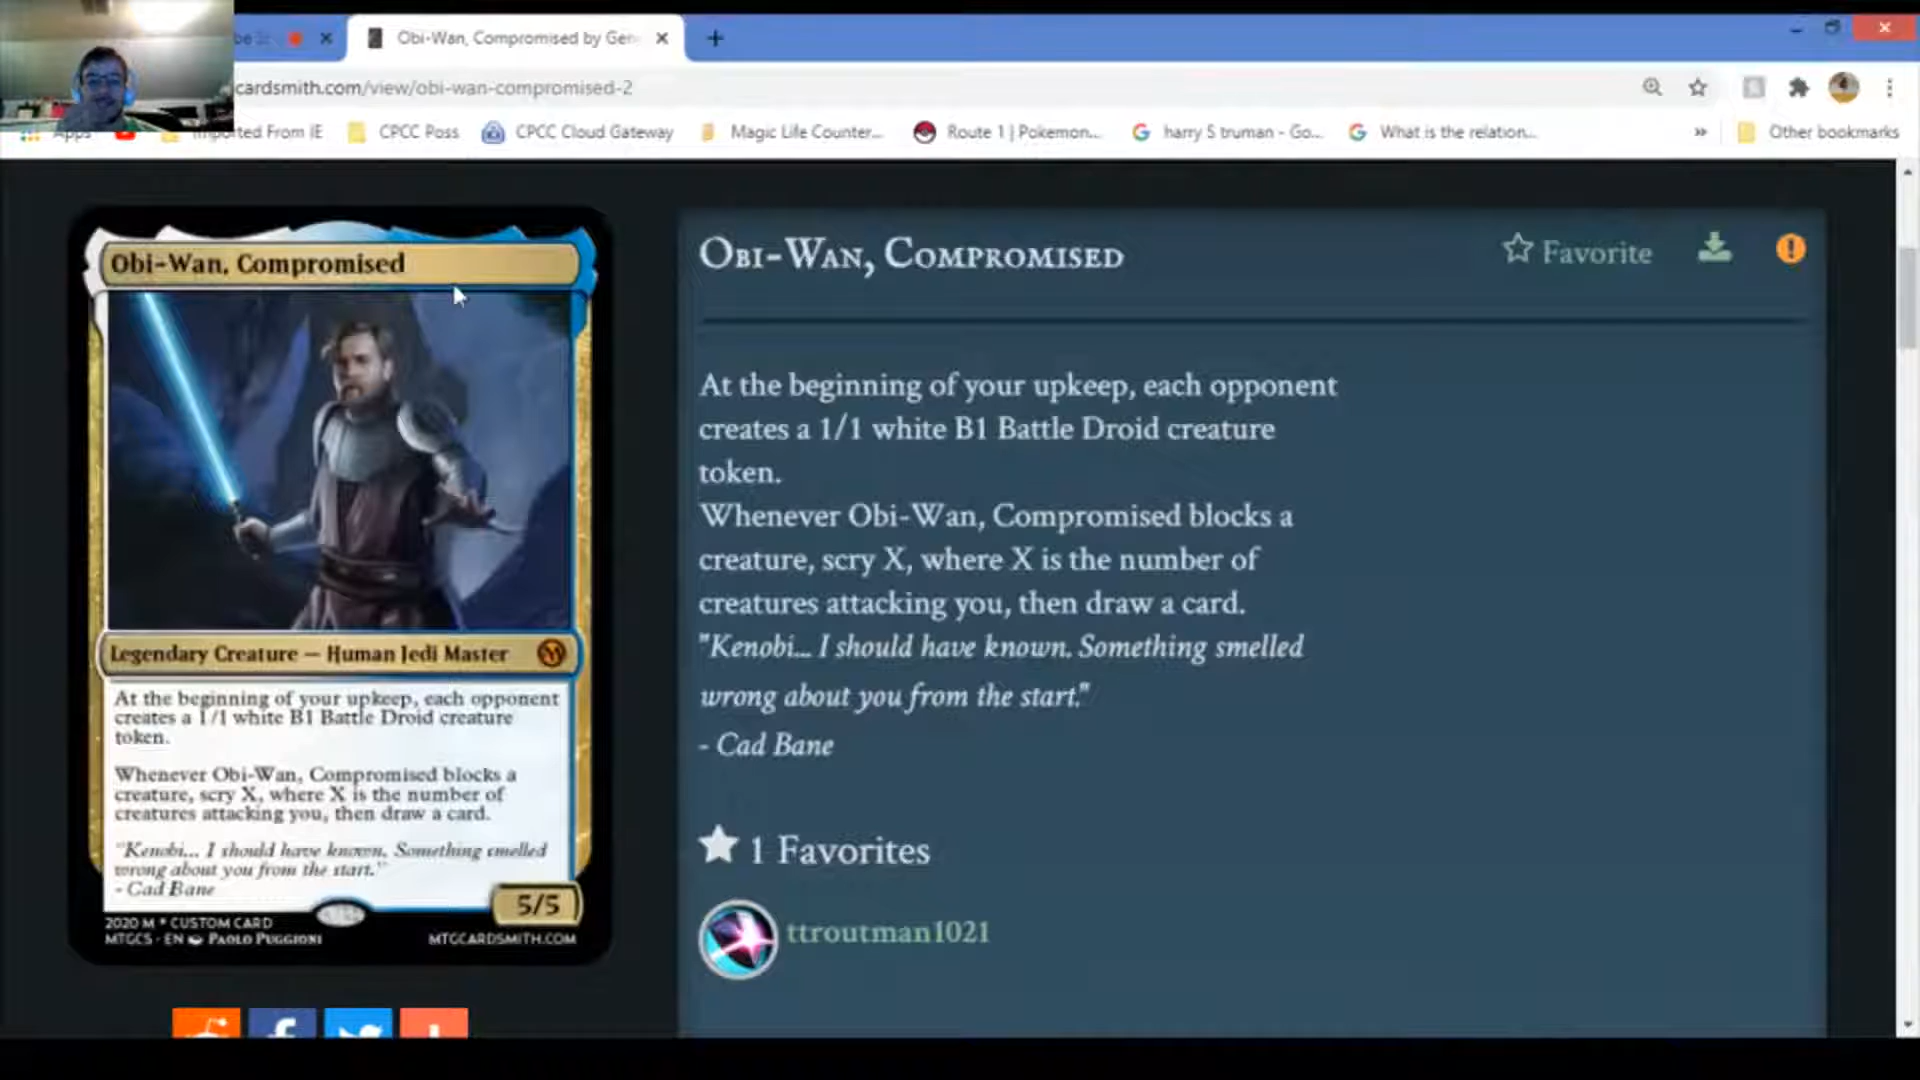 Obi-Wan, Compromised by Gen
cardsmith.com/view/obi-wan-compromised-2
Apps
Imported From IE
CPCC Poss
CPCC Cloud Gateway
Magic Life Counter...
Route 1 | Pokemon...
harry S truman - Go...
What is the relation...
»
Other bookmarks
Obi-Wan, Compromised
Legendary Creature — Human Jedi Master
At the beginning of your upkeep, each opponent
creates a 1/1 white B1 Battle Droid creature
token.
Whenever Obi-Wan, Compromised blocks a
creature, scry X, where X is the number of
creatures attacking you, then draw a card.
"Kenobi... I should have known. Something smelled
wrong about you from the start."
- Cad Bane
5/5
2020 M * CUSTOM CARD
MTGCS · EN PAOLO PUGGIONI
MTGCARDSMITH.COM
OBI-WAN, COMPROMISED
Favorite
At the beginning of your upkeep, each opponent
creates a 1/1 white B1 Battle Droid creature
token.
Whenever Obi-Wan, Compromised blocks a
creature, scry X, where X is the number of
creatures attacking you, then draw a card.
"Kenobi... I should have known. Something smelled
wrong about you from the start."
- Cad Bane
1 Favorites
ttroutman1021